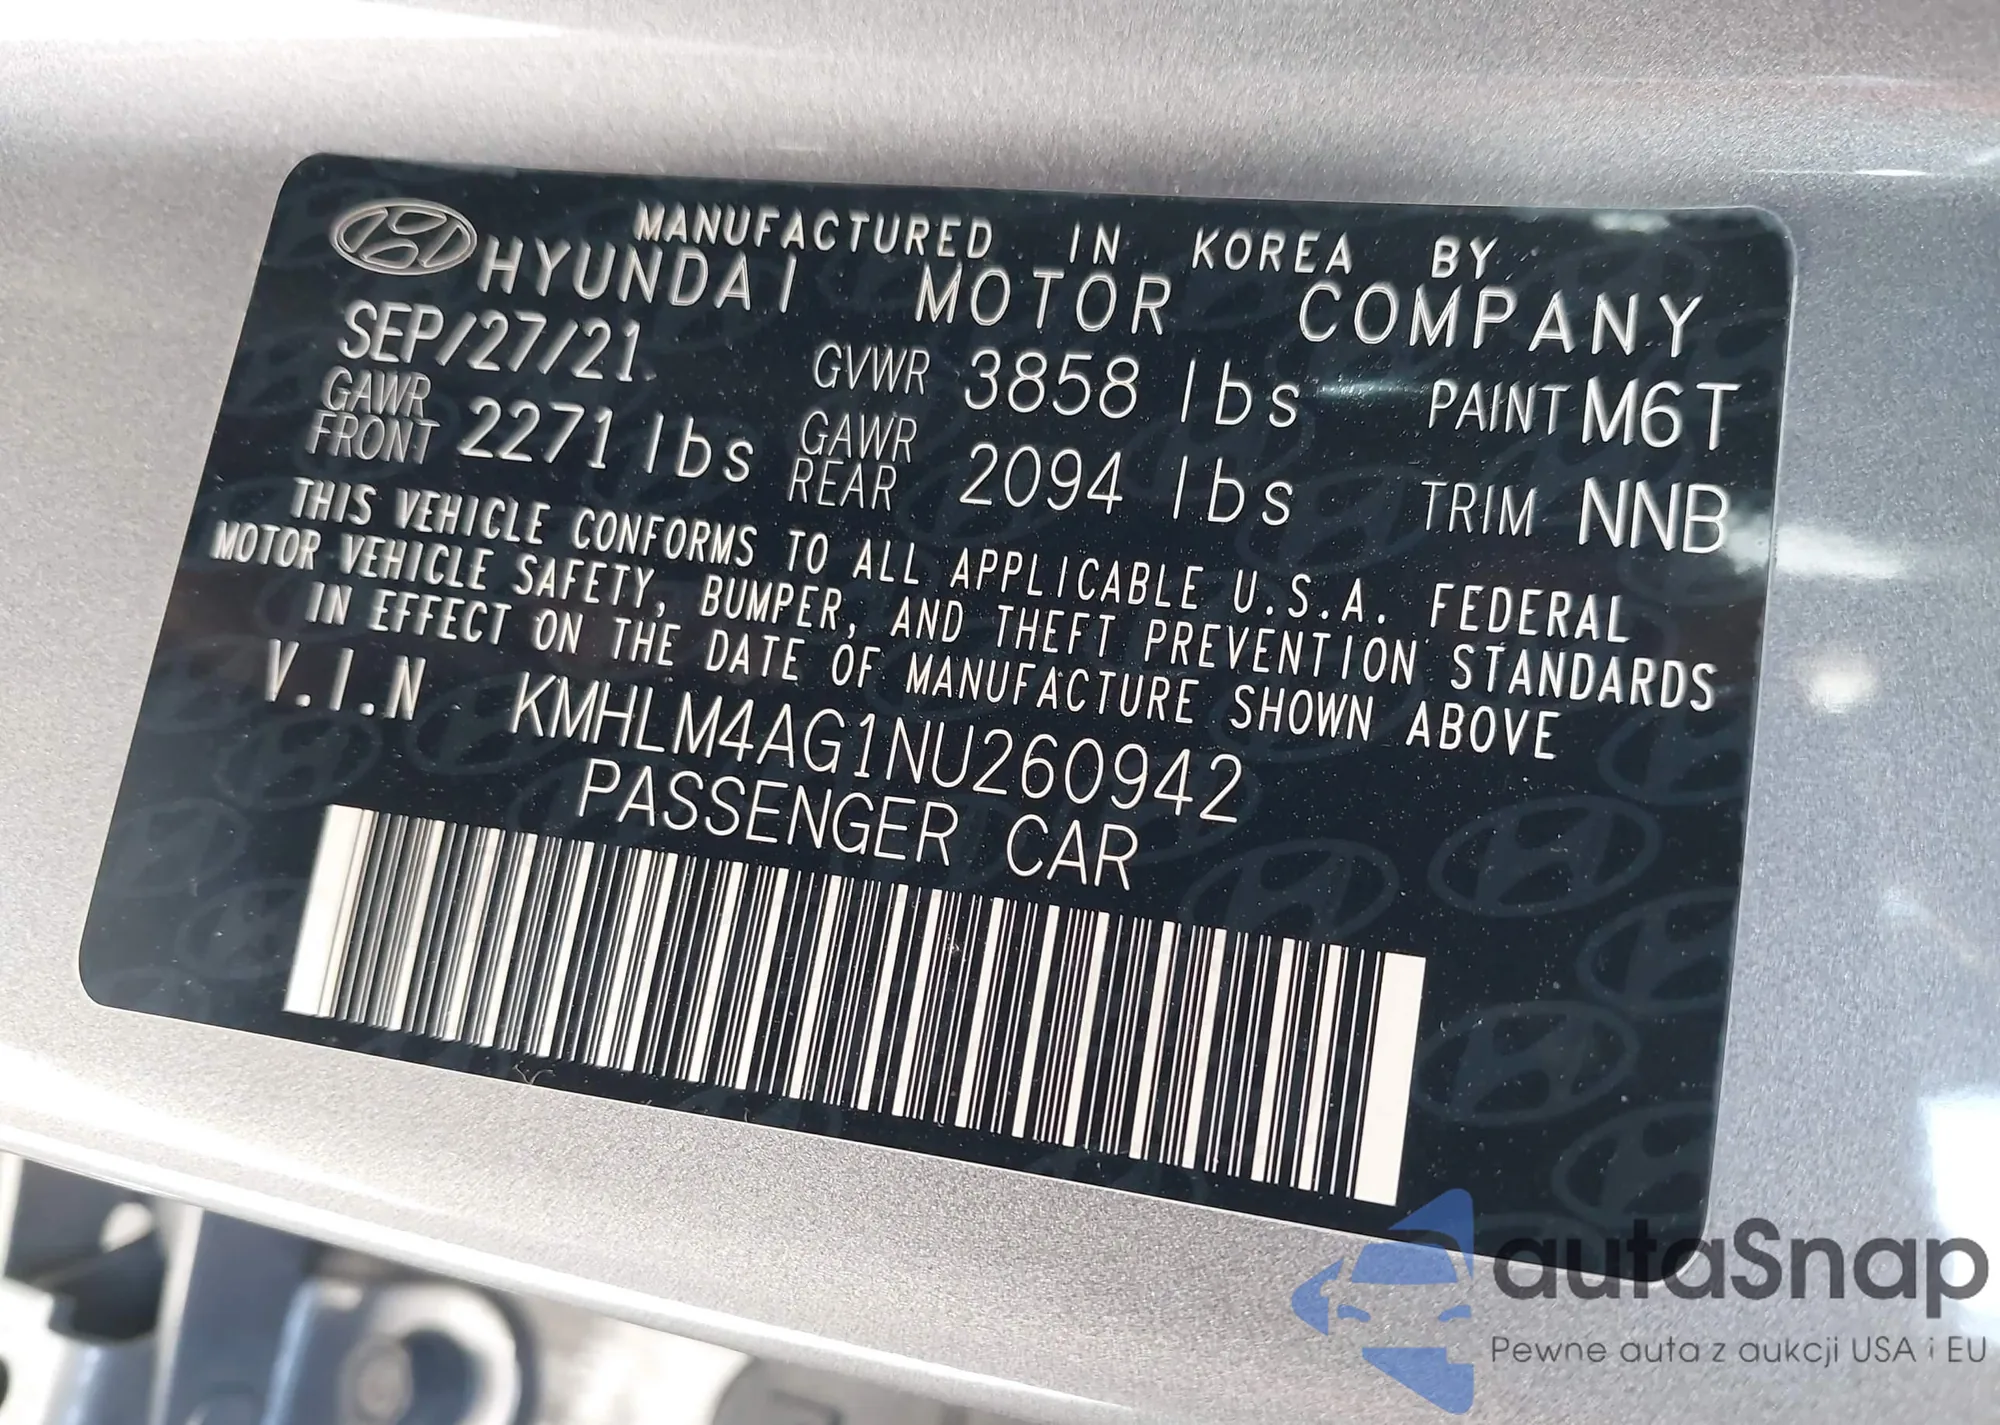 MANUFACTURED IN KOREA BY
HYUNDAI MOTOR COMPANY
SEP/27/21 GVWR 3858 lbs PAINT M6T
GAWR FRONT 2271 lbs GAWR REAR 2094 lbs TRIM NNB
THIS VEHICLE CONFORMS TO ALL APPLICABLE U.S.A. FEDERAL
MOTOR VEHICLE SAFETY, BUMPER, AND THEFT PREVENTION STANDARDS
IN EFFECT ON THE DATE OF MANUFACTURE SHOWN ABOVE
V.I.N KMHLM4AG1NU260942
PASSENGER CAR
autaSnap
Pewne auta z aukcji USA i EU